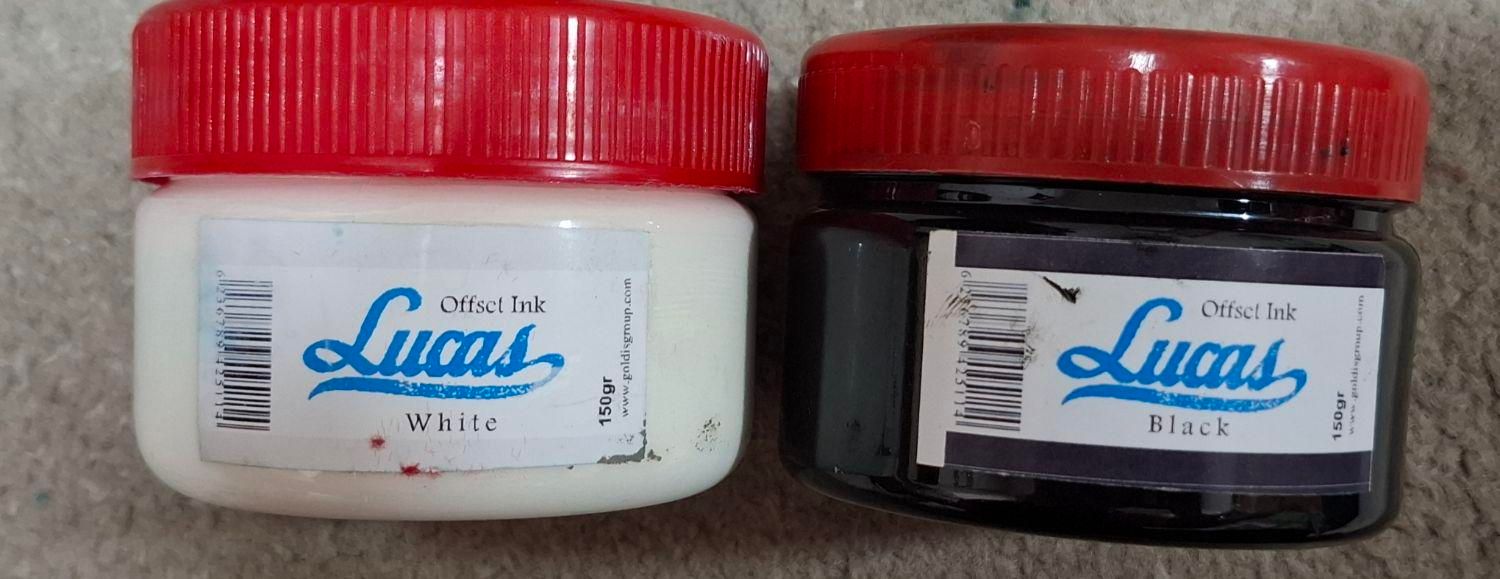 Offset Ink
Lucas
White
150gr
www.goldisgroup.com
Offset Ink
Lucas
Black
150gr
www.goldisgroup.com